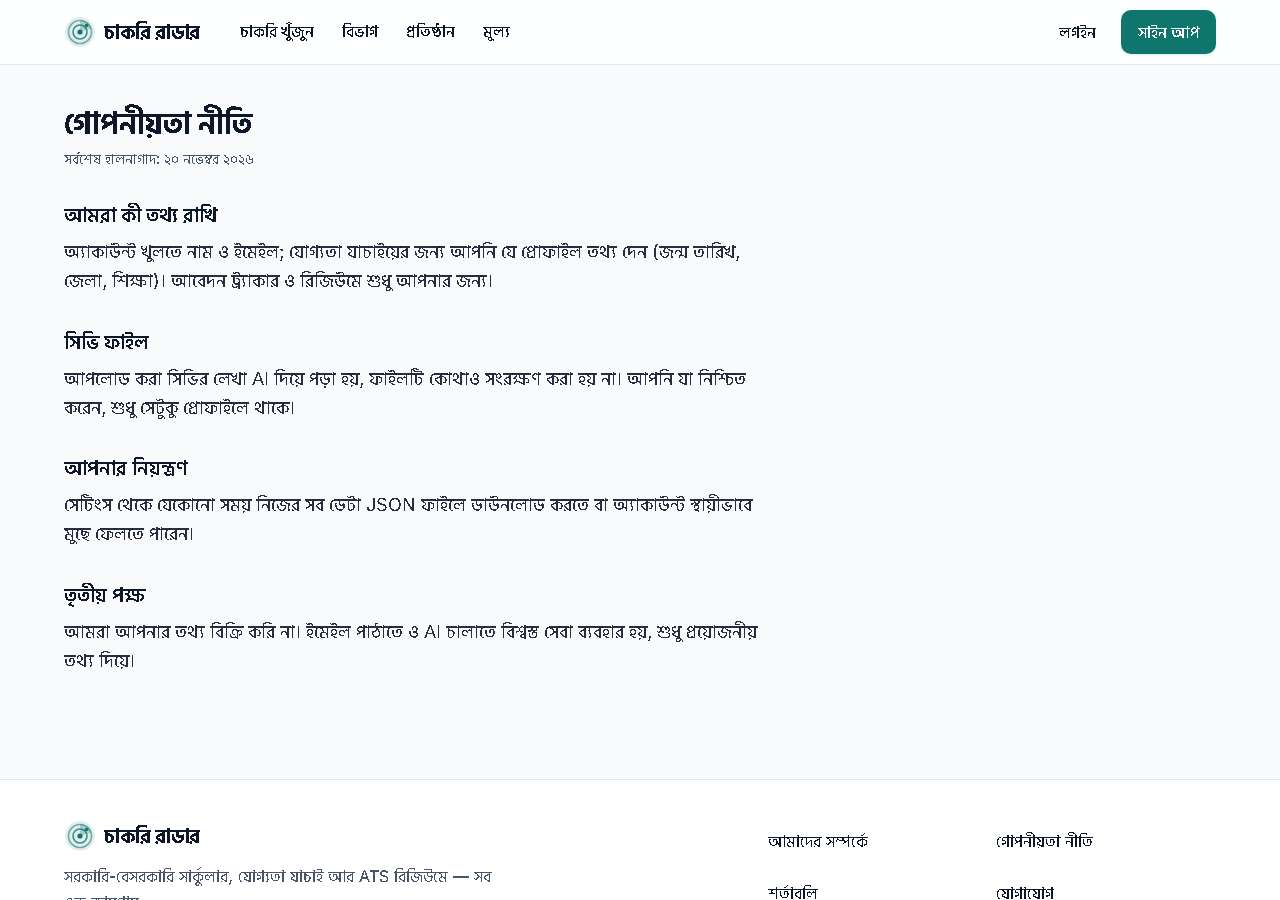 চাকরি রাডার
চাকরি খুঁজুন বিভাগ প্রতিষ্ঠান মূল্য
লগইন সাইন আপ
গোপনীয়তা নীতি
সর্বশেষ হালনাগাদ: ২০ নভেম্বর ২০২৬
আমরা কী তথ্য রাখি
অ্যাকাউন্ট খুলতে নাম ও ইমেইল; যোগ্যতা যাচাইয়ের জন্য আপনি যে প্রোফাইল তথ্য দেন (জন্ম তারিখ,
জেলা, শিক্ষা)। আবেদন ট্র্যাকার ও রিজিউমে শুধু আপনার জন্য।
সিভি ফাইল
আপলোড করা সিভির লেখা AI দিয়ে পড়া হয়, ফাইলটি কোথাও সংরক্ষণ করা হয় না। আপনি যা নিশ্চিত
করেন, শুধু সেটুকু প্রোফাইলে থাকে।
আপনার নিয়ন্ত্রণ
সেটিংস থেকে যেকোনো সময় নিজের সব ডেটা JSON ফাইলে ডাউনলোড করতে বা অ্যাকাউন্ট স্থায়ীভাবে
মুছে ফেলতে পারেন।
তৃতীয় পক্ষ
আমরা আপনার তথ্য বিক্রি করি না। ইমেইল পাঠাতে ও AI চালাতে বিশ্বস্ত সেবা ব্যবহার হয়, শুধু প্রয়োজনীয়
তথ্য দিয়ে।
চাকরি রাডার
সরকারি-বেসরকারি সার্কুলার, যোগ্যতা যাচাই আর ATS রিজিউমে — সব
আমাদের সম্পর্কে গোপনীয়তা নীতি
শর্তাবলি যোগাযোগ